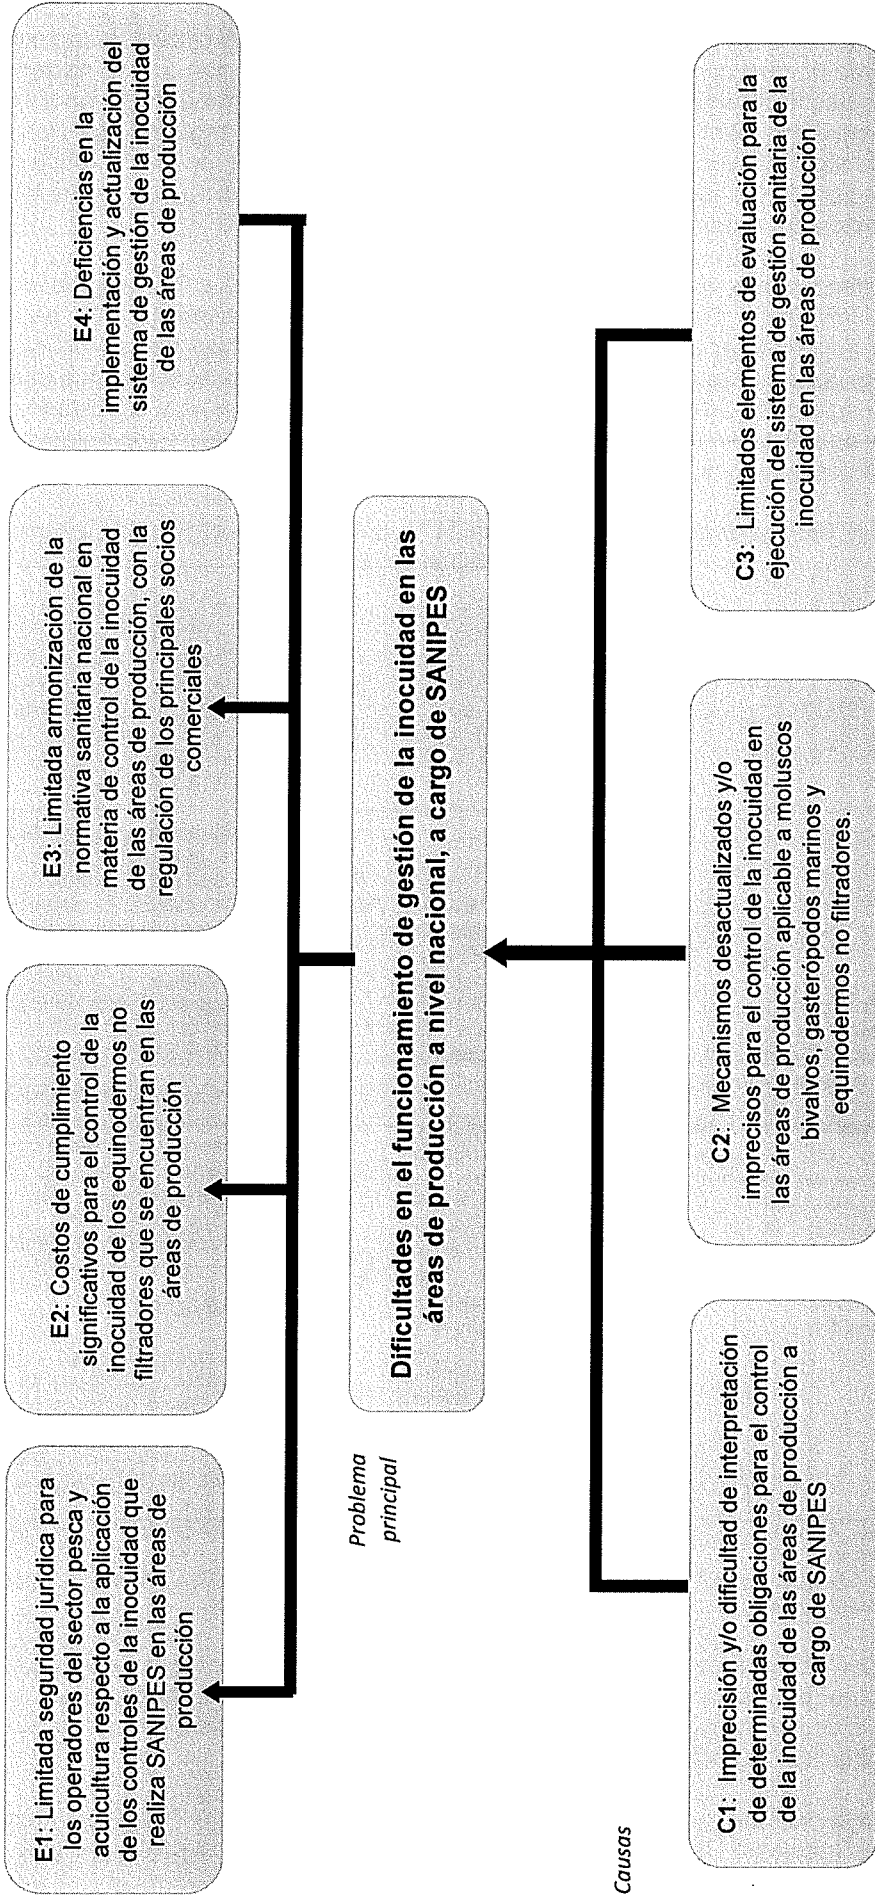 E1: Limitada seguridad jurídica para
los operadores del sector pesca y
acuicultura respecto a la aplicación
de los controles de la inocuidad que
realiza SANIPES en las áreas de
producción
E2: Costos de cumplimiento
significativos para el control de la
inocuidad de los equinodermos no
filtradores que se encuentran en las
áreas de producción
E3: Limitada armonización de la
normativa sanitaria nacional en
materia de control de la inocuidad
de las áreas de producción, con la
regulación de los principales socios
comerciales
E4: Deficiencias en la
implementación y actualización del
sistema de gestión de la inocuidad
de las áreas de producción
Problema
principal
Dificultades en el funcionamiento de gestión de la inocuidad en las
áreas de producción a nivel nacional, a cargo de SANIPES
Causas
C1: Imprecisión y/o dificultad de interpretación
de determinadas obligaciones para el control
de la inocuidad de las áreas de producción a
cargo de SANIPES
C2: Mecanismos desactualizados y/o
imprecisos para el control de la inocuidad en
las áreas de producción aplicable a moluscos
bivalvos, gasterópodos marinos y
equinodermos no filtradores.
C3: Limitados elementos de evaluación para la
ejecución del sistema de gestión sanitaria de la
inocuidad en las áreas de producción